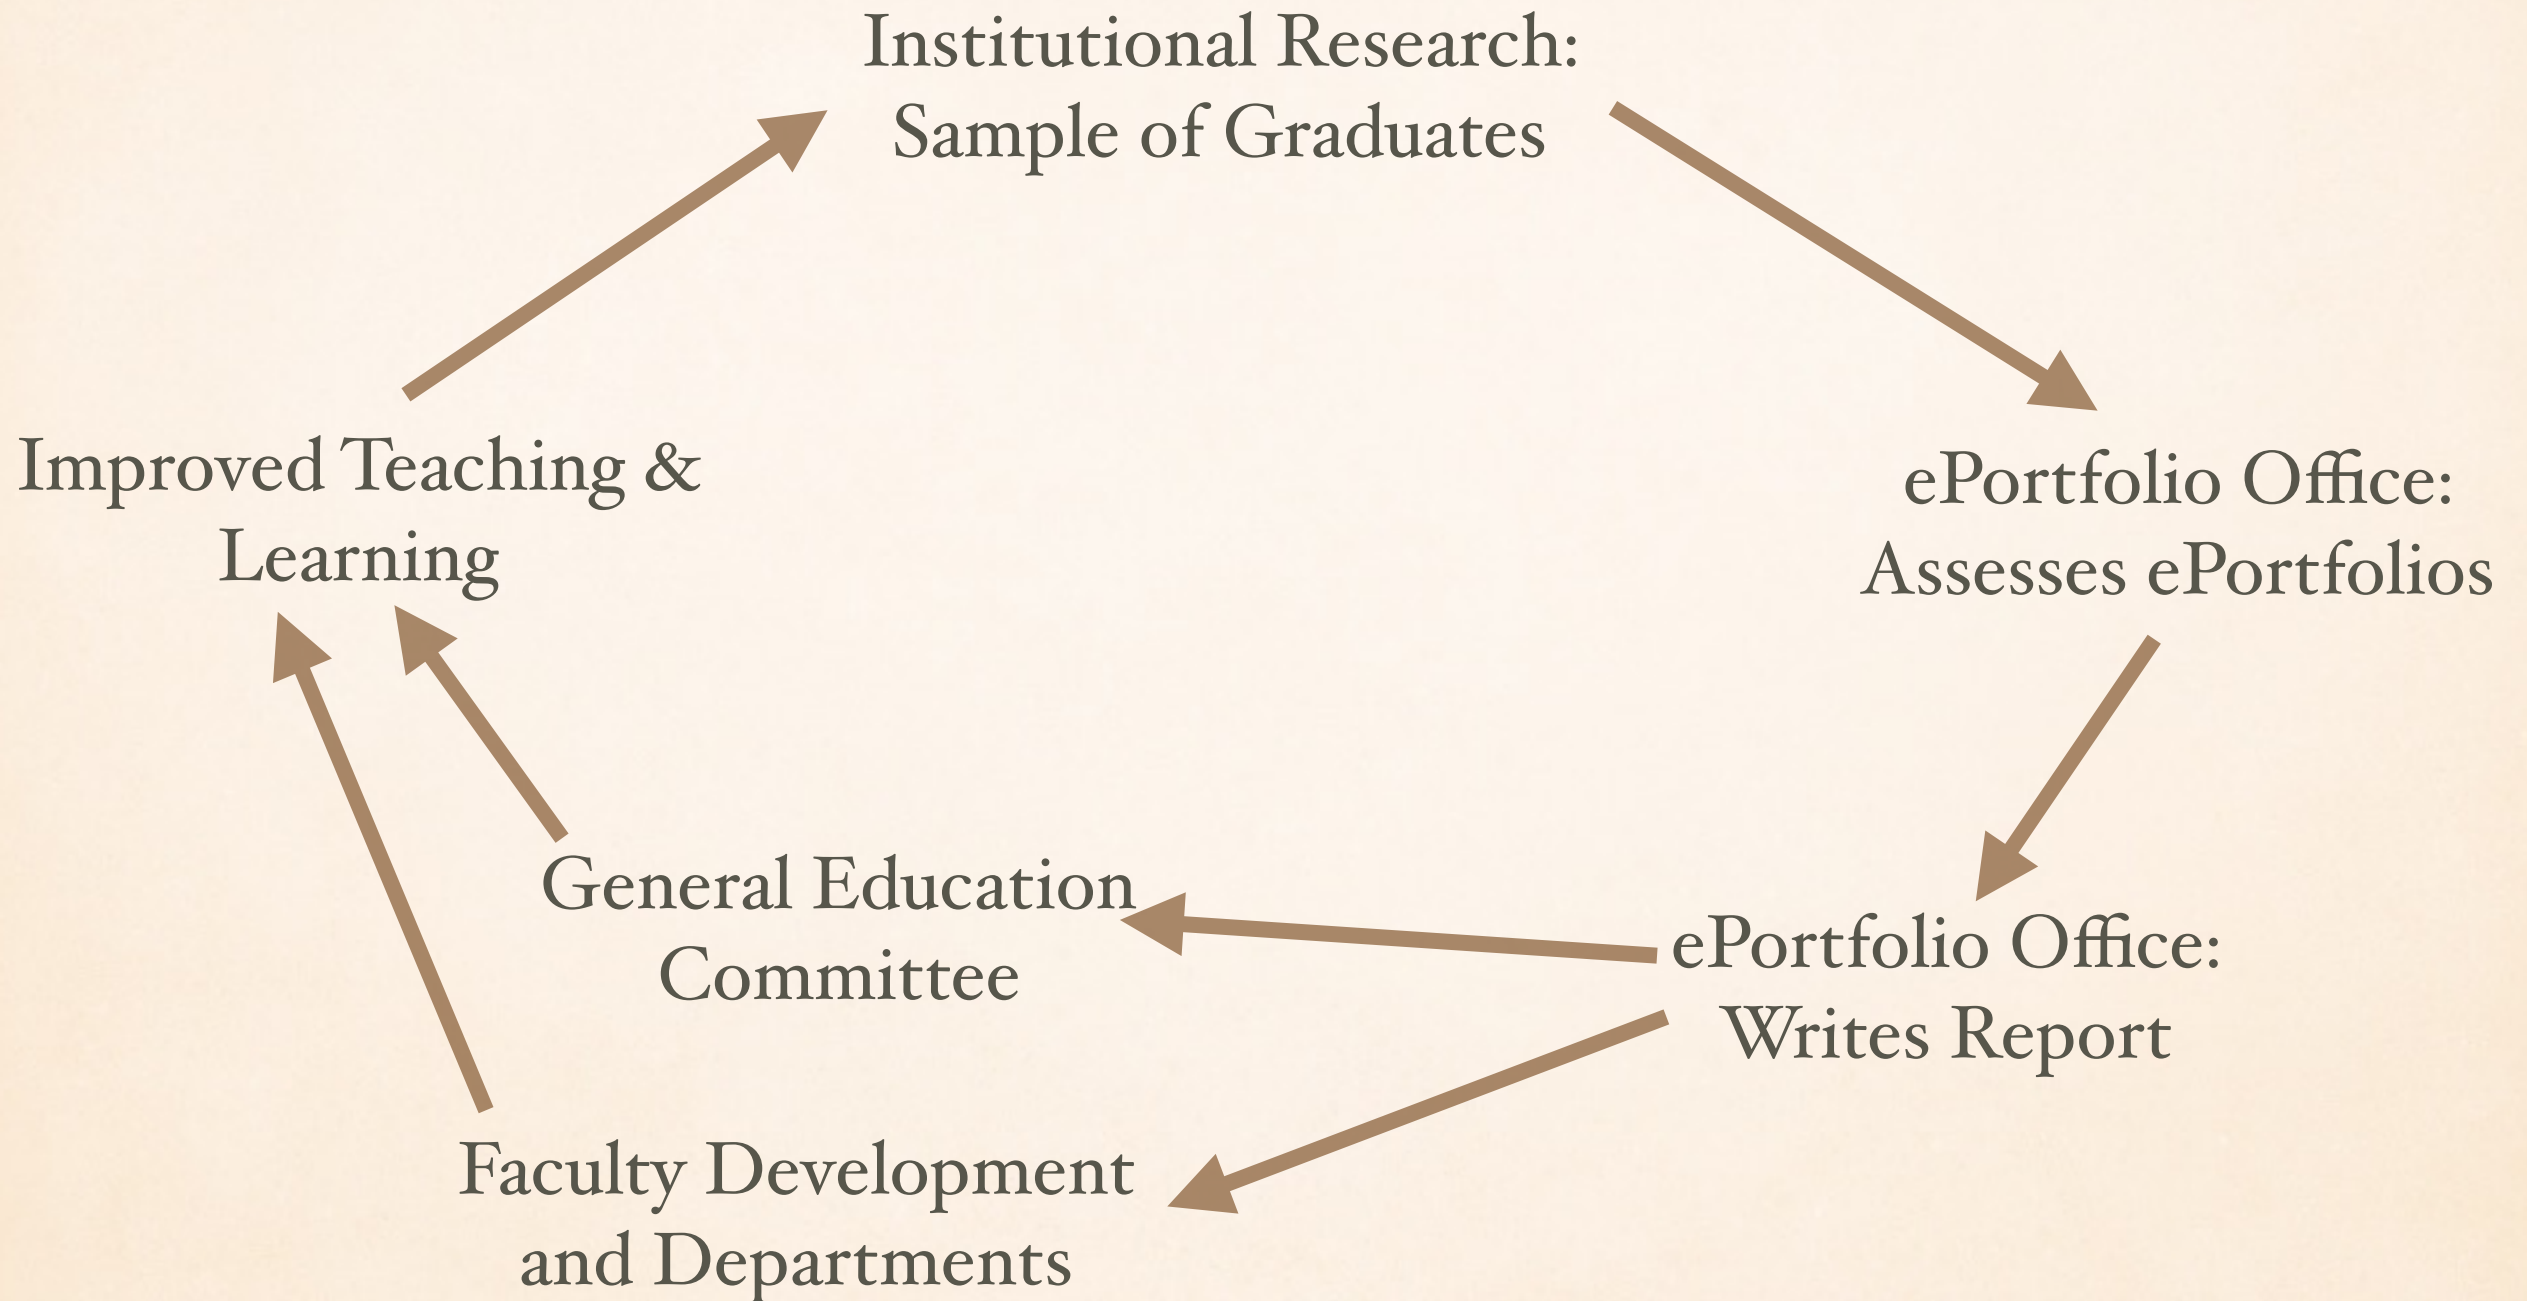 Institutional Research:
Sample of Graduates
Improved Teaching &
Learning
ePortfolio Office:
Assesses ePortfolios
General Education
Committee
ePortfolio Office:
Writes Report
Faculty Development
and Departments